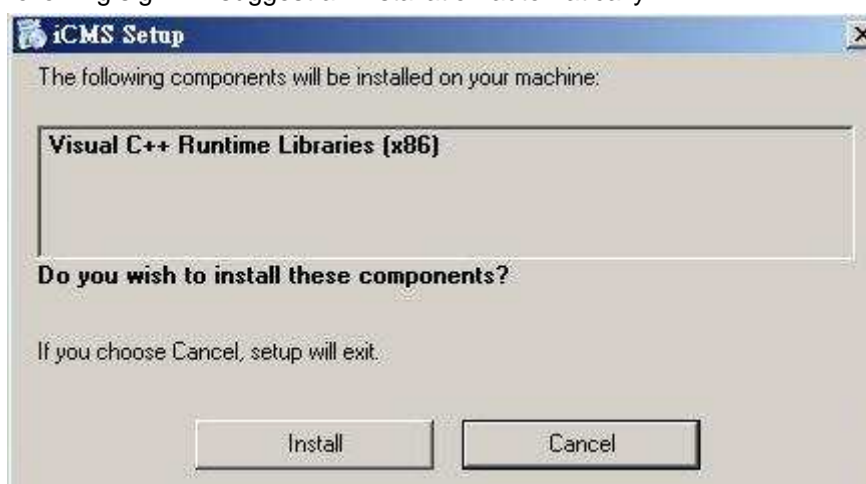 iCMS Setup
The following components will be installed on your machine:
Visual C++ Runtime Libraries (x86)
Do you wish to install these components?
If you choose Cancel, setup will exit.
Install Cancel